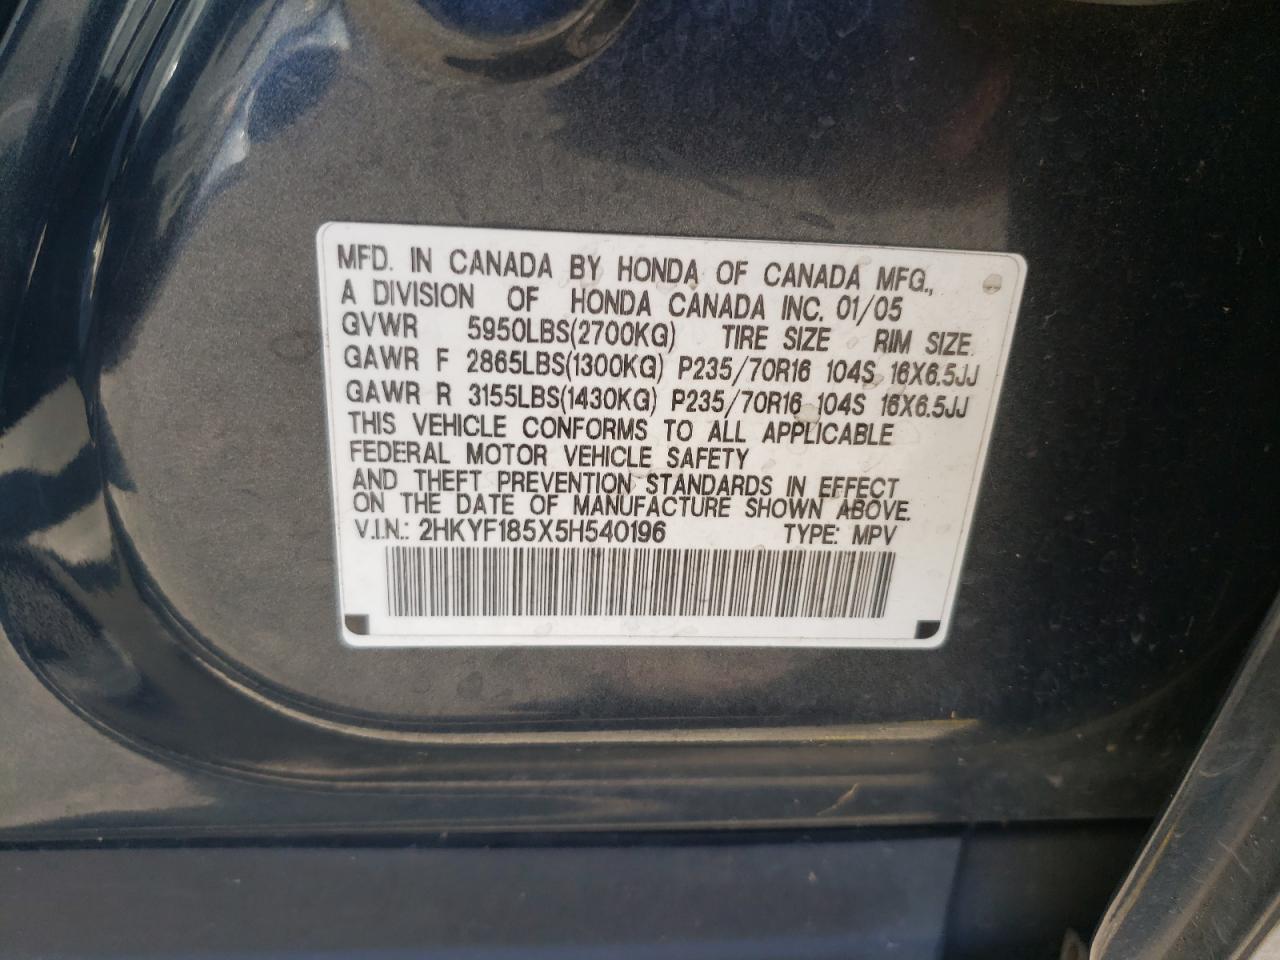 MFD. IN CANADA BY HONDA OF CANADA MFG.,
A DIVISION OF HONDA CANADA INC. 01/05
GVWR 5950LBS(2700KG) TIRE SIZE RIM SIZE
GAWR F 2865LBS(1300KG) P235/70R16 104S 16X6.5JJ
GAWR R 3155LBS(1430KG) P235/70R16 104S 16X6.5JJ
THIS VEHICLE CONFORMS TO ALL APPLICABLE
FEDERAL MOTOR VEHICLE SAFETY
AND THEFT PREVENTION STANDARDS IN EFFECT
ON THE DATE OF MANUFACTURE SHOWN ABOVE.
V.I.N.: 2HKYF185X5H540196 TYPE: MPV